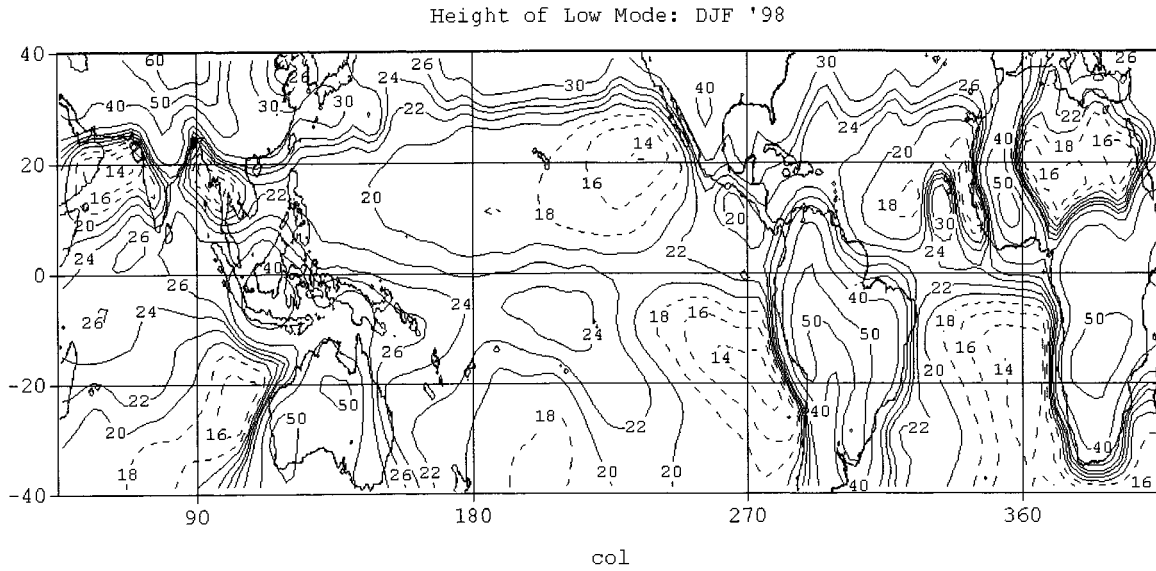 Height of Low Mode: DJF '98
40
20
0
-20
-40
60 26 24 26 30 40 30 26
40 50 30 30 22 24 26 22
20 14 22 20 14 20 40 18 16
16 16 18 20 18 50 16
20 26 22 30
24 40 24
26 24 22 40 22
26 24 24 18 16 50 50 18 16 50
26 14 14
22 50 50 20
20 16 18 22 40 22 40
18 26 22 20 20 40 40 16
90 180 270 360
col